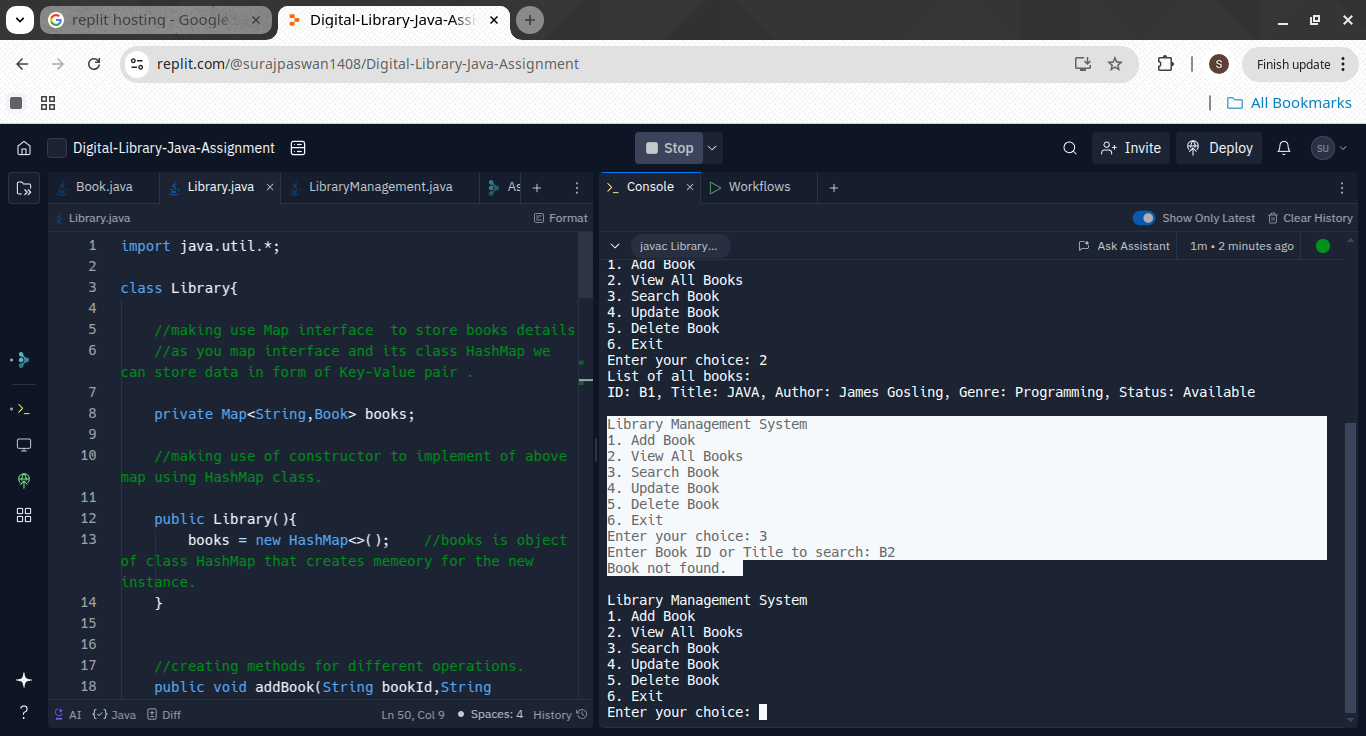 replit hosting - Google
Digital-Library-Java-Assi
replit.com/@surajpaswan1408/Digital-Library-Java-Assignment
S
Finish update
All Bookmarks
Digital-Library-Java-Assignment
Stop
Invite
Deploy
SU
Book.java
Library.java
LibraryManagement.java
As
Console
Workflows
Library.java
Format
Show Only Latest
Clear History
javac Library...
Ask Assistant
1m • 2 minutes ago
1 import java.util.*;
2
3 class Library{
4
5 //making use Map interface  to store books details
6 //as you map interface and its class HashMap we
can store data in form of Key-Value pair .
7
8 private Map<String,Book> books;
9
10 //making use of constructor to implement of above
map using HashMap class.
11
12 public Library(){
13 books = new HashMap<>();    //books is object
of class HashMap that creates memeory for the new
instance.
14 }
15
16
17 //creating methods for different operations.
18 public void addBook(String bookId,String
AI
Java
Diff
Ln 50, Col 9
Spaces: 4
History
1. Add Book
2. View All Books
3. Search Book
4. Update Book
5. Delete Book
6. Exit
Enter your choice: 2
List of all books:
ID: B1, Title: JAVA, Author: James Gosling, Genre: Programming, Status: Available
Library Management System
1. Add Book
2. View All Books
3. Search Book
4. Update Book
5. Delete Book
6. Exit
Enter your choice: 3
Enter Book ID or Title to search: B2
Book not found.
Library Management System
1. Add Book
2. View All Books
3. Search Book
4. Update Book
5. Delete Book
6. Exit
Enter your choice: